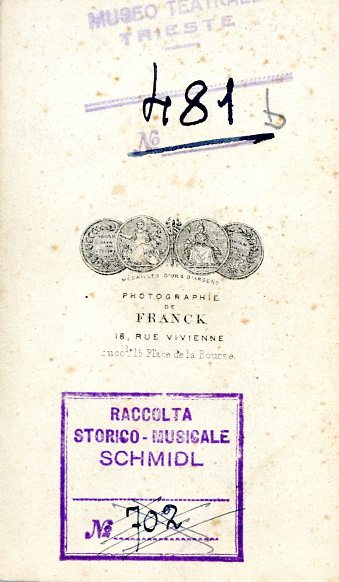 MUSEO TEATRALE
TRIESTE
481 b
No
MÉDAILLES D'OR & D'ARGENT
PHOTOGRAPHIE
DE
FRANCK
18, RUE VIVIENNE
succle 15 Place de la Bourse.
RACCOLTA
STORICO-MUSICALE
SCHMIDL
No 702